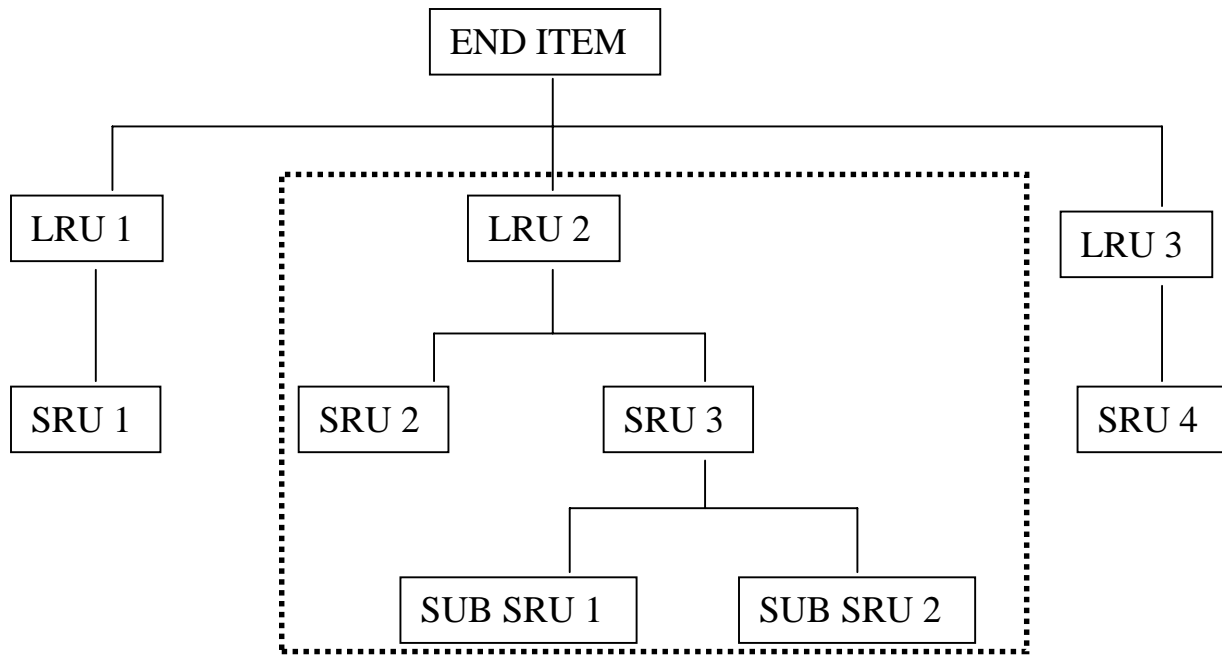 END ITEM
LRU 1
LRU 2
LRU 3
SRU 1
SRU 2
SRU 3
SRU 4
SUB SRU 1
SUB SRU 2